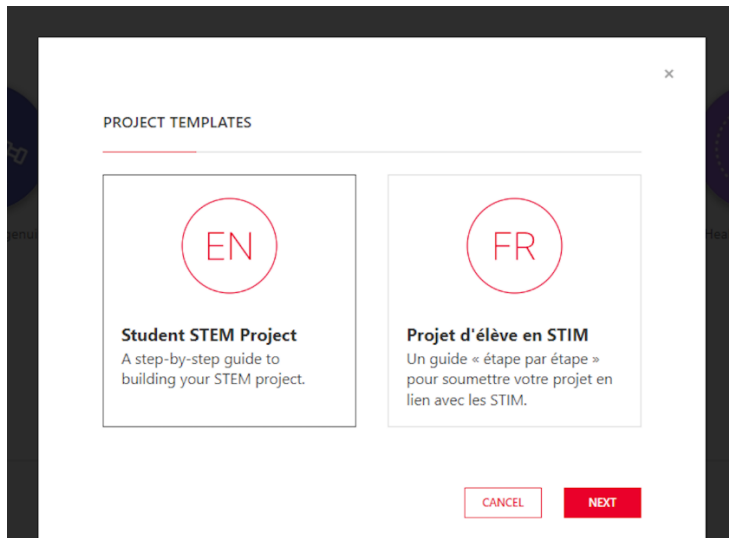 ×
PROJECT TEMPLATES
EN
FR
Student STEM Project
A step-by-step guide to
building your STEM project.
Projet d'élève en STIM
Un guide « étape par étape »
pour soumettre votre projet en
lien avec les STIM.
CANCEL
NEXT